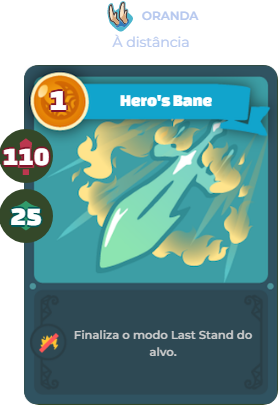 ORANDA
À distância
1
Hero's Bane
110
25
Finaliza o modo Last Stand do
alvo.